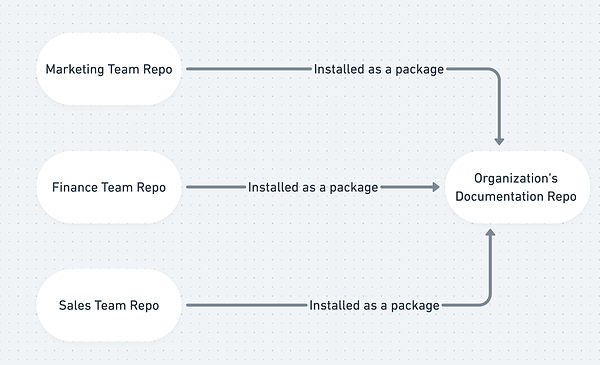 Marketing Team Repo
Installed as a package
Finance Team Repo
Installed as a package
Organization's
Documentation Repo
Sales Team Repo
Installed as a package